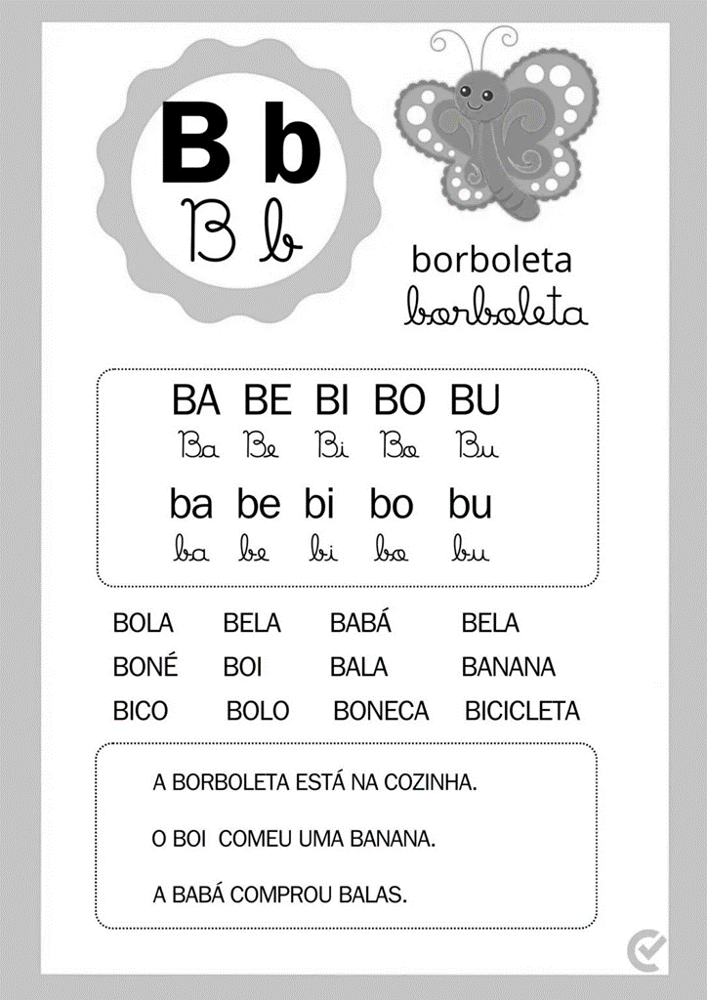 B b
B b
borboleta
borboleta
BA BE BI BO BU
Ba Be Bi Bo Bu
ba be bi bo bu
ba be bi bo bu
BOLA BELA BABÁ BELA
BONÉ BOI BALA BANANA
BICO BOLO BONECA BICICLETA
A BORBOLETA ESTÁ NA COZINHA.
O BOI COMEU UMA BANANA.
A BABÁ COMPROU BALAS.